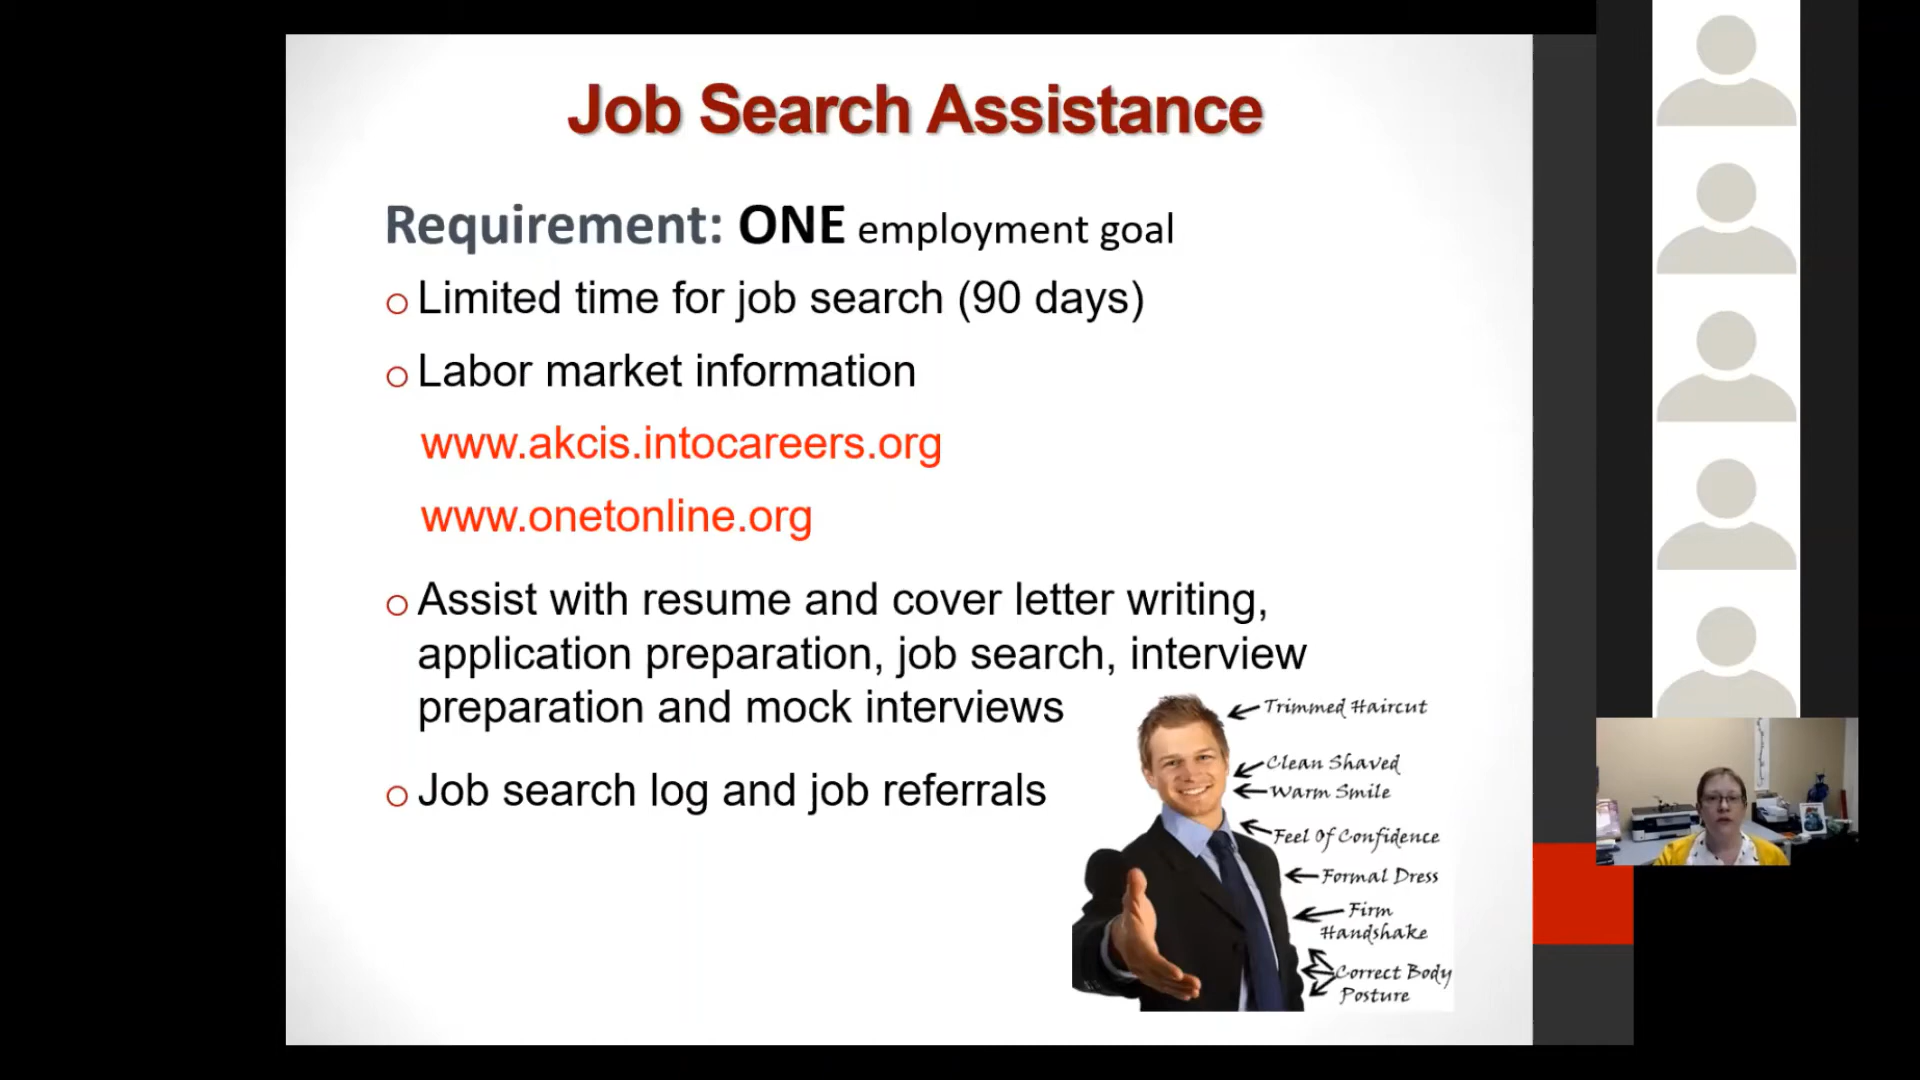 Job Search Assistance
Requirement: ONE employment goal
Limited time for job search (90 days)
Labor market information
www.akcis.intocareers.org
www.onetonline.org
Assist with resume and cover letter writing,
application preparation, job search, interview
preparation and mock interviews
Job search log and job referrals
Trimmed Haircut
Clean Shaved
Warm Smile
Feel Of Confidence
Formal Dress
Firm
Handshake
Correct Body
Posture